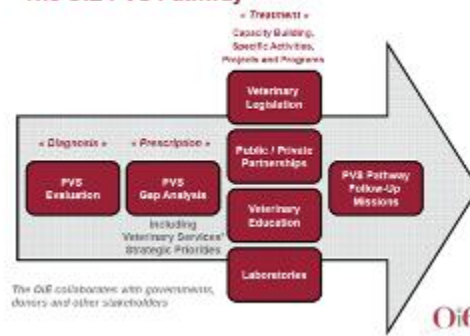 The OIE PVS Pathway
« Treatment »
Capacity Building,
Specific Activities,
Projects and Programs
Veterinary
Legislation
« Diagnosis »
« Prescription »
Public / Private
Partnerships
PVS
Evaluation
PVS
Gap Analysis
PVS Pathway
Follow-Up
Missions
Including
Veterinary Services'
Strategic Priorities
Veterinary
Education
Laboratories
The OIE collaborates with governments,
donors and other stakeholders